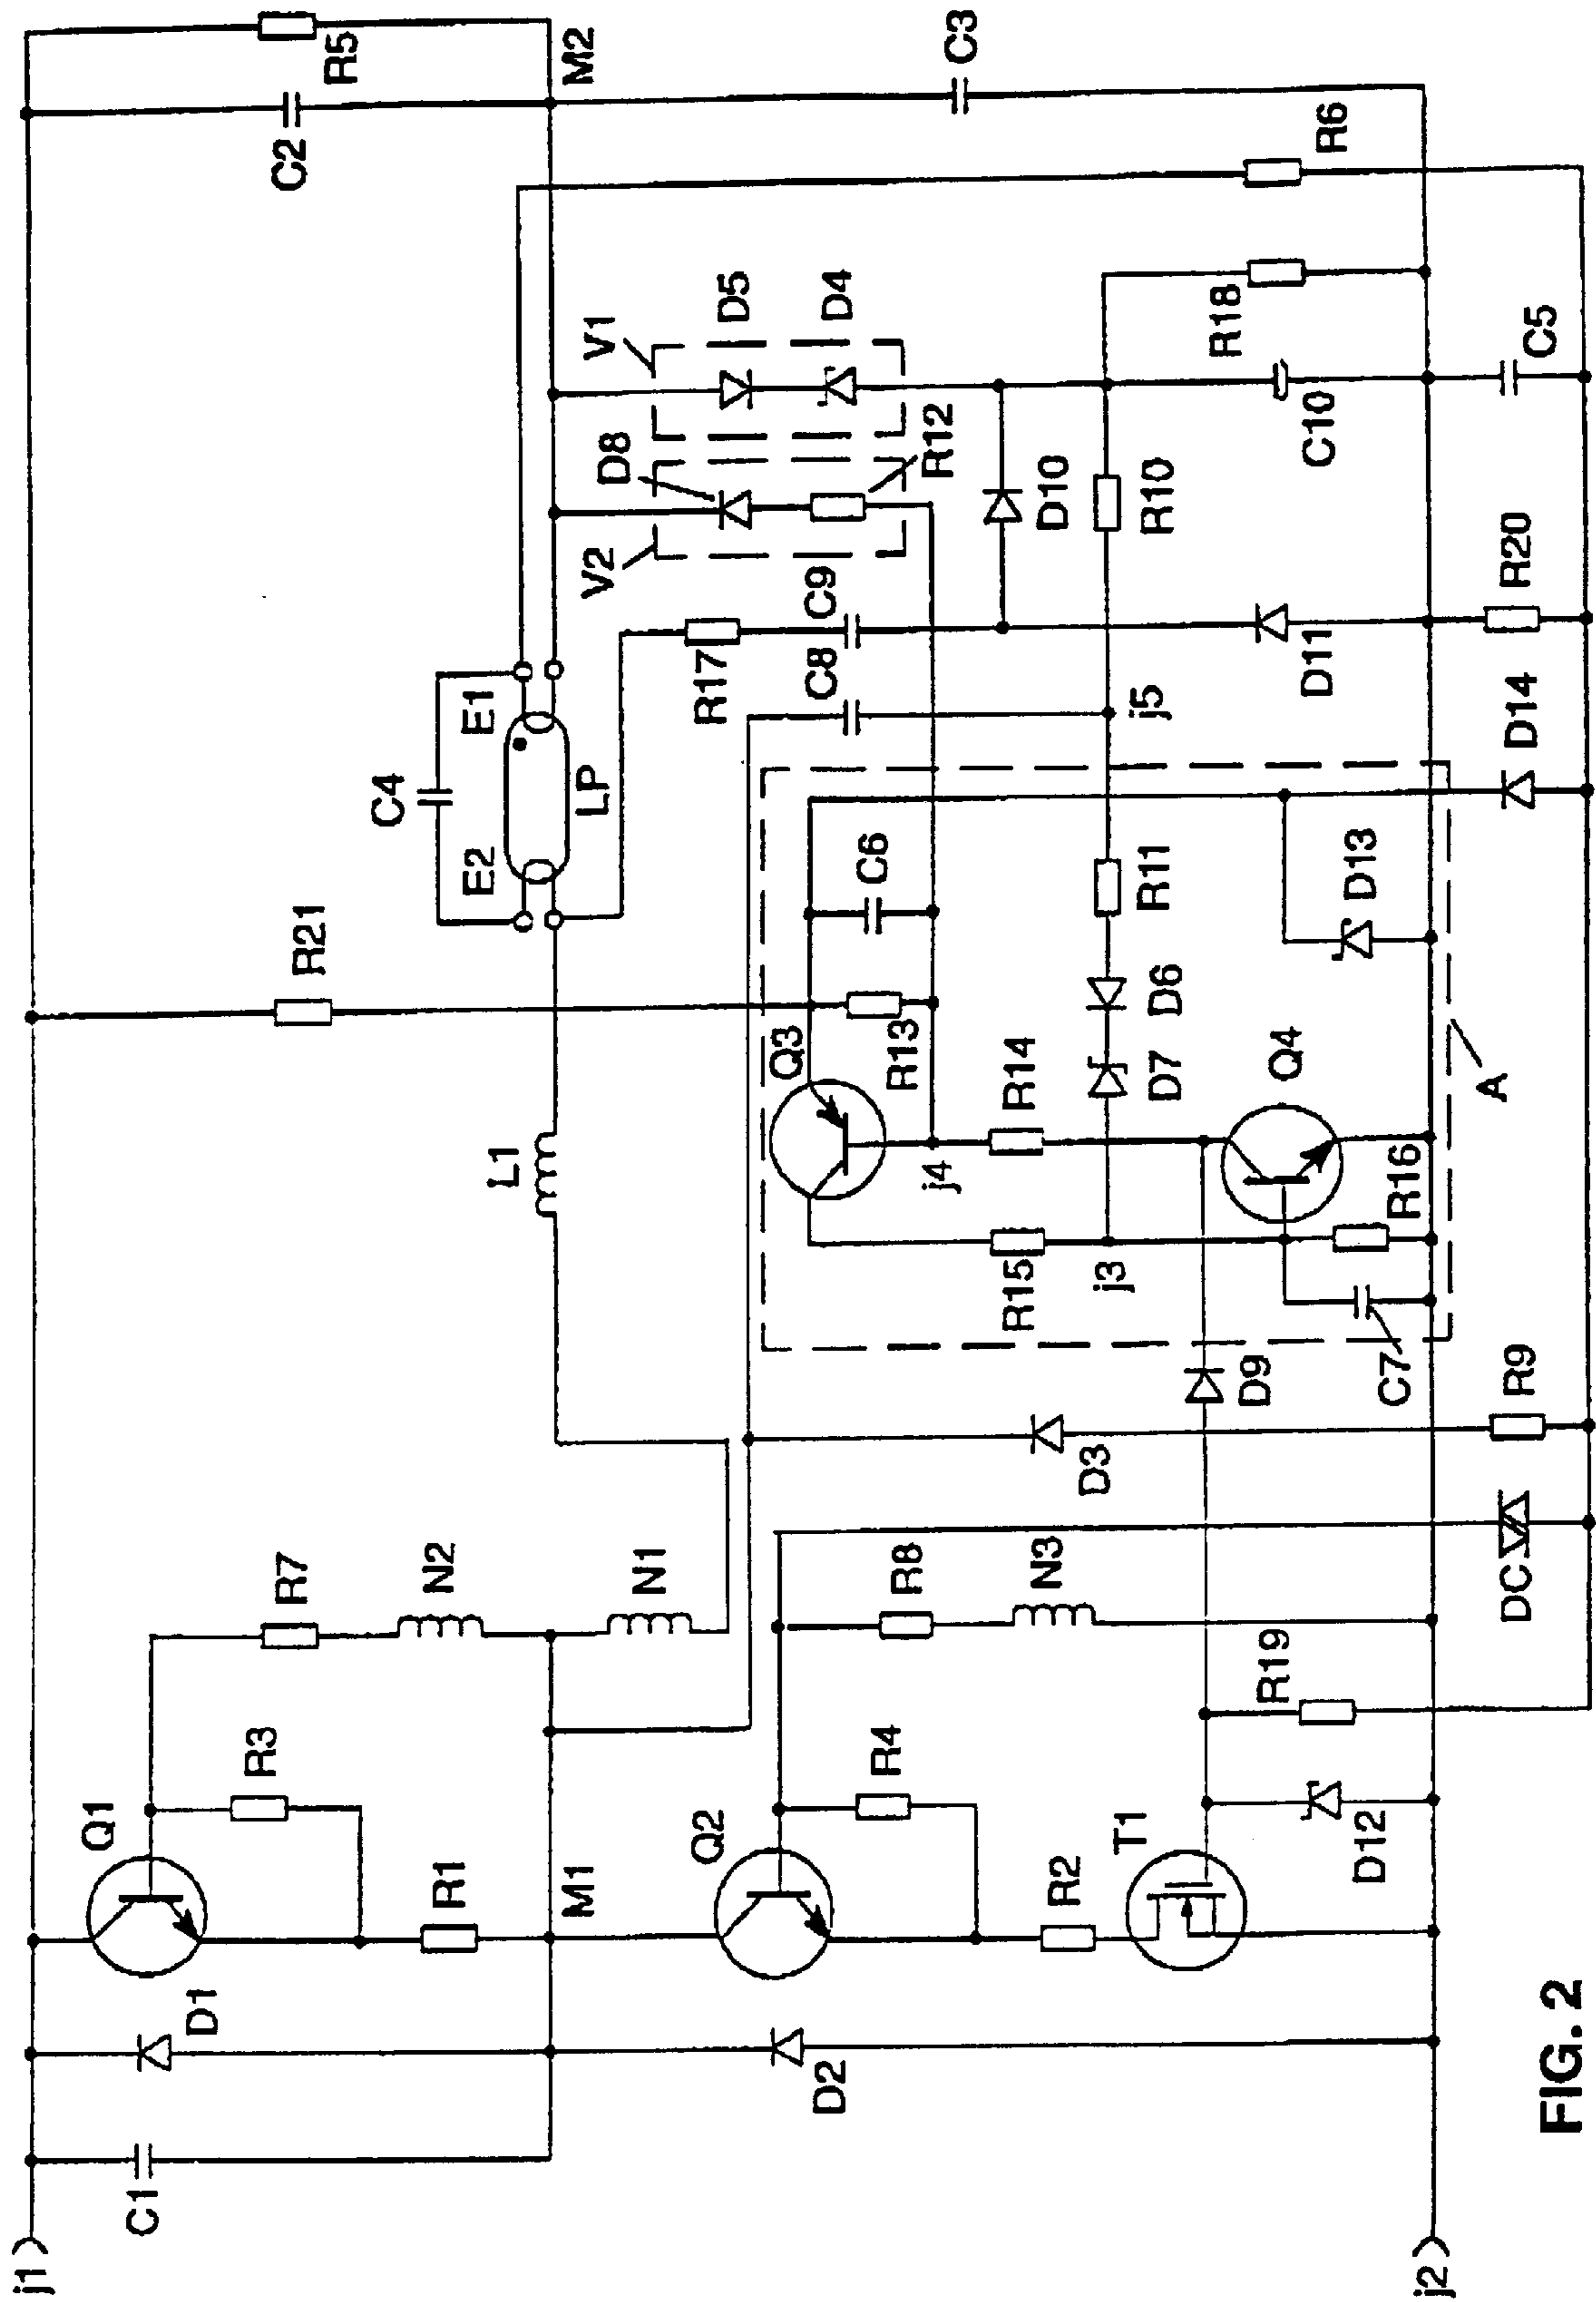 j1
C1
D1
Q1
R3
R1
R7
N2
M1
N1
D2
Q2
R4
R8
N3
R2
T1
R19
D12
DC
L1
R21
C4
E2
E1
LP
R5
C2
M2
C3
R17
C8
C9
V2
D8
V1
D5
D4
R12
D10
R10
R18
C10
R6
C5
R20
D11
D14
j5
Q3
C6
R13
j4
R14
R11
D6
D7
D13
Q4
A
R15
j3
R16
C7
D9
D3
R9
j2
FIG. 2